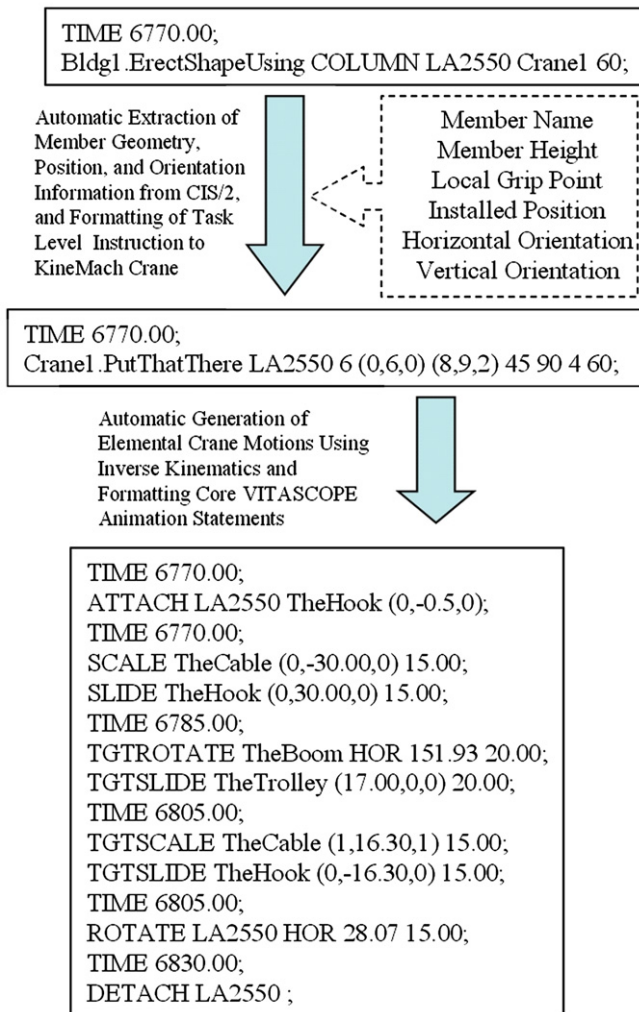 TIME 6770.00;
Bldg1.ErectShapeUsing COLUMN LA2550 Crane1 60;
Automatic Extraction of
Member Geometry,
Position, and Orientation
Information from CIS/2,
and Formatting of Task
Level Instruction to
KineMach Crane
Member Name
Member Height
Local Grip Point
Installed Position
Horizontal Orientation
Vertical Orientation
TIME 6770.00;
Crane1.PutThatThere LA2550 6 (0,6,0) (8,9,2) 45 90 4 60;
Automatic Generation of
Elemental Crane Motions Using
Inverse Kinematics and
Formatting Core VITASCOPE
Animation Statements
TIME 6770.00;
ATTACH LA2550 TheHook (0,-0.5,0);
TIME 6770.00;
SCALE TheCable (0,-30.00,0) 15.00;
SLIDE TheHook (0,30.00,0) 15.00;
TIME 6785.00;
TGTROTATE TheBoom HOR 151.93 20.00;
TGTSLIDE TheTrolley (17.00,0,0) 20.00;
TIME 6805.00;
TGTSCALE TheCable (1,16.30,1) 15.00;
TGTSLIDE TheHook (0,-16.30,0) 15.00;
TIME 6805.00;
ROTATE LA2550 HOR 28.07 15.00;
TIME 6830.00;
DETACH LA2550 ;